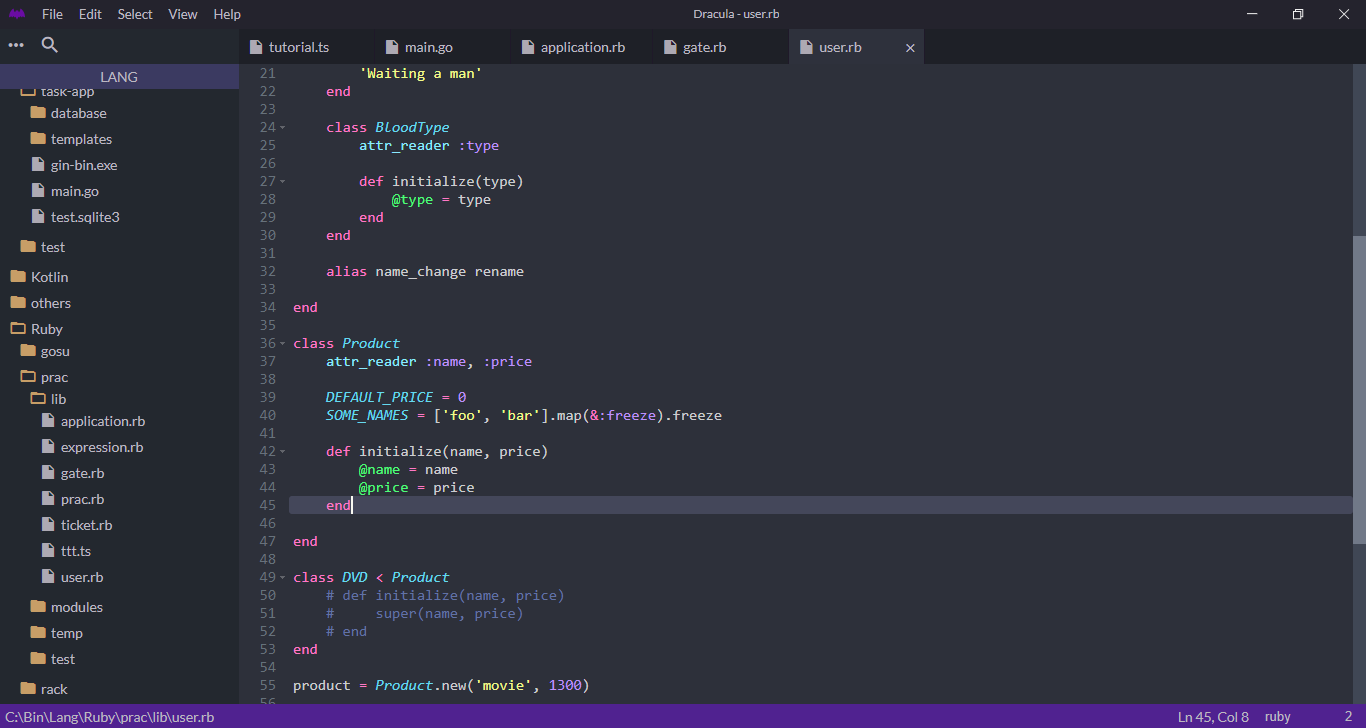 File Edit Select View Help
Dracula - user.rb
tutorial.ts
main.go
application.rb
gate.rb
user.rb
LANG
task-app
database
templates
gin-bin.exe
main.go
test.sqlite3
test
Kotlin
others
Ruby
gosu
prac
lib
application.rb
expression.rb
gate.rb
prac.rb
ticket.rb
ttt.ts
user.rb
modules
temp
test
rack
21         'Waiting a man'
22     end
23
24     class BloodType
25         attr_reader :type
26
27         def initialize(type)
28             @type = type
29         end
30     end
31
32     alias name_change rename
33
34 end
35
36 class Product
37     attr_reader :name, :price
38
39     DEFAULT_PRICE = 0
40     SOME_NAMES = ['foo', 'bar'].map(&:freeze).freeze
41
42     def initialize(name, price)
43         @name = name
44         @price = price
45     end
46
47 end
48
49 class DVD < Product
50     # def initialize(name, price)
51     #     super(name, price)
52     # end
53 end
54
55 product = Product.new('movie', 1300)
56
C:\Bin\Lang\Ruby\prac\lib\user.rb
Ln 45, Col 8 ruby 2